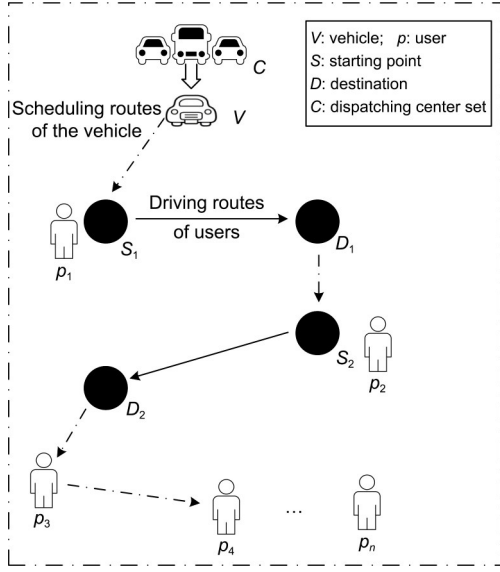 V: vehicle; p: user
S: starting point
D: destination
C: dispatching center set
C
Scheduling routes
of the vehicle
V
Driving routes
of users
p1
S1
D1
S2
p2
D2
p3
p4
...
pn